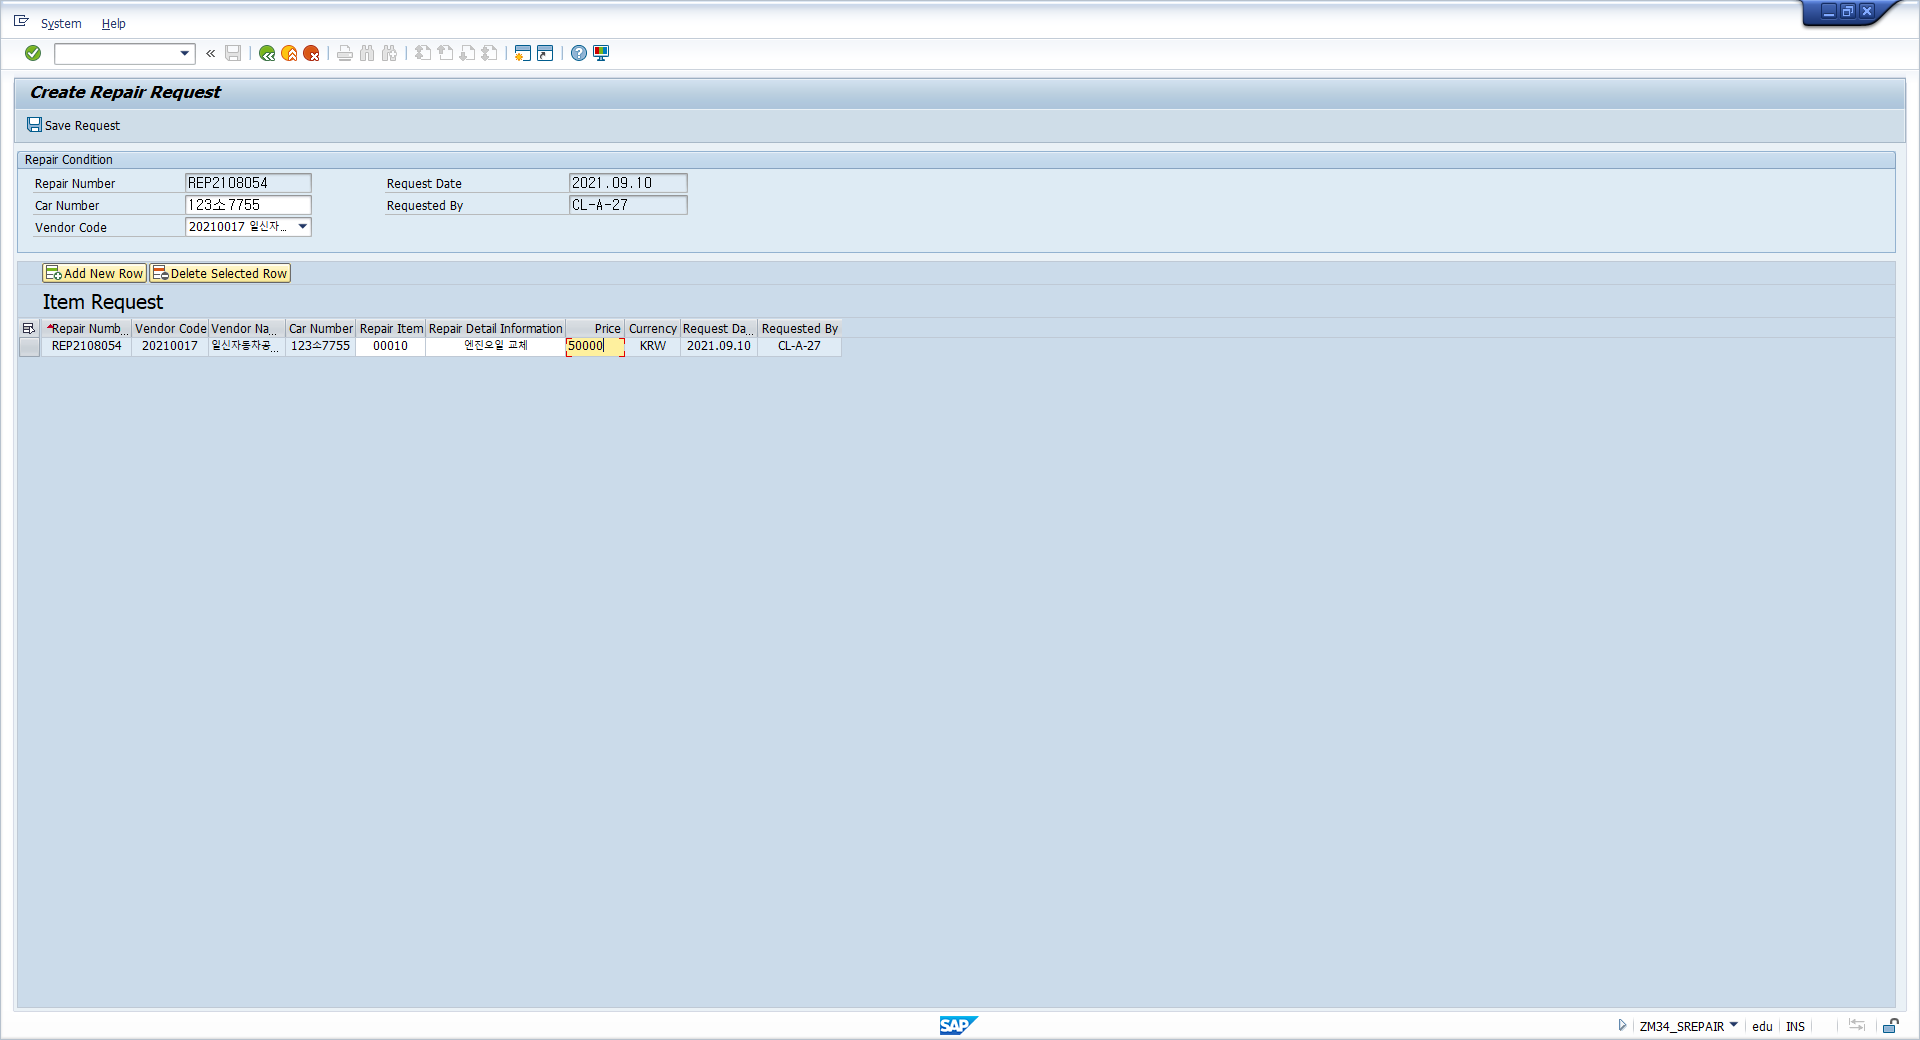 System Help
Create Repair Request
Save Request
Repair Condition
Repair Number REP2108054 Request Date 2021.09.10
Car Number 123소7755 Requested By CL-A-27
Vendor Code 20210017 일신자...
Add New Row Delete Selected Row
Item Request
Repair Numb... Vendor Code Vendor Na... Car Number Repair Item Repair Detail Information Price Currency Request Da... Requested By
REP2108054 20210017 일신자동차공... 123소7755 00010 엔진오일 교체 50000 KRW 2021.09.10 CL-A-27
SAP
ZM34_SREPAIR edu INS